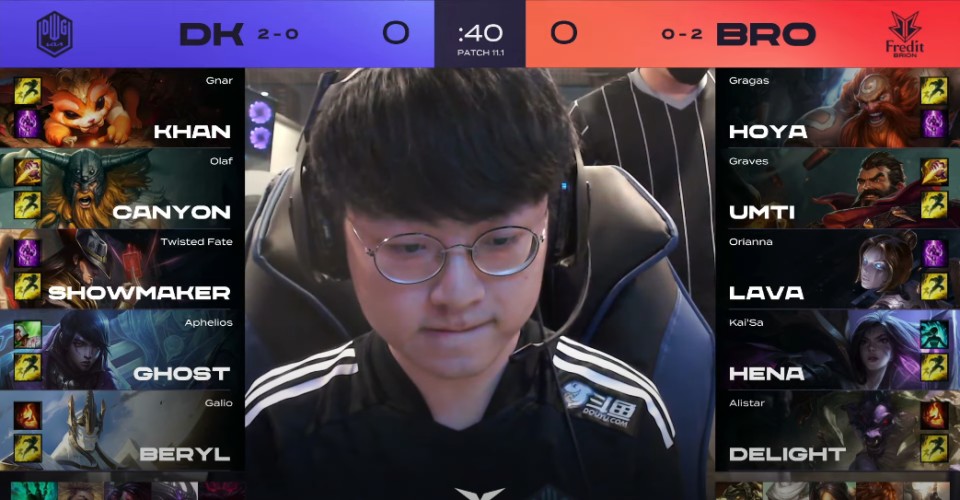 DWG
KIA
DK 2-0 0
:40
PATCH 11.1
0 0-2 BRO
Fredit
BRION
Gnar
KHAN
Olaf
CANYON
Twisted Fate
SHOWMAKER
Aphelios
GHOST
Galio
BERYL
Gragas
HOYA
Graves
UMTI
Orianna
LAVA
Kai'Sa
HENA
Alistar
DELIGHT
斗鱼
DOUYU.COM